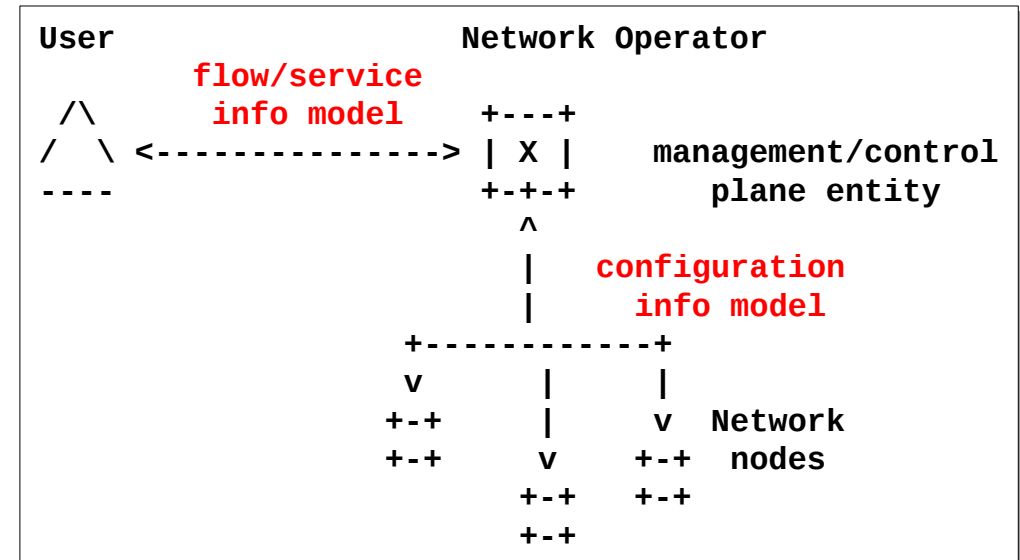 User                     Network Operator
         flow/service
 /\       info model     +---+
/  \ <---------------> | X |     management/control
----                     +-+-+        plane entity
                           ^
                           |    configuration
                           |      info model
                     +------------+
                     v      |     |
                    +-+     |     v  Network
                    +-+     v    +-+  nodes
                           +-+   +-+
                           +-+